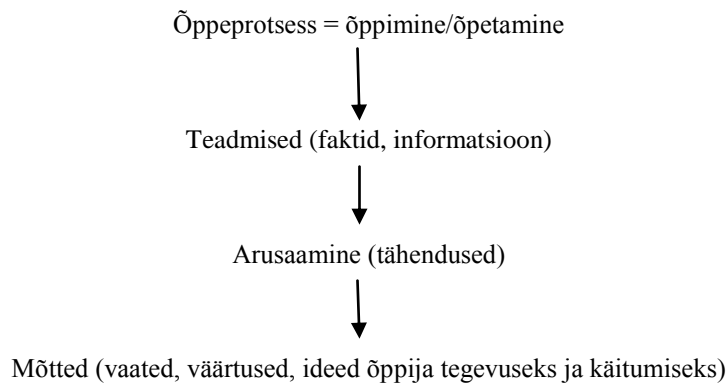 Õppeprotsess = õppimine/õpetamine
Teadmised (faktid, informatsioon)
Arusaamine (tähendused)
Mõtted (vaated, väärtused, ideed õppija tegevuseks ja käitumiseks)